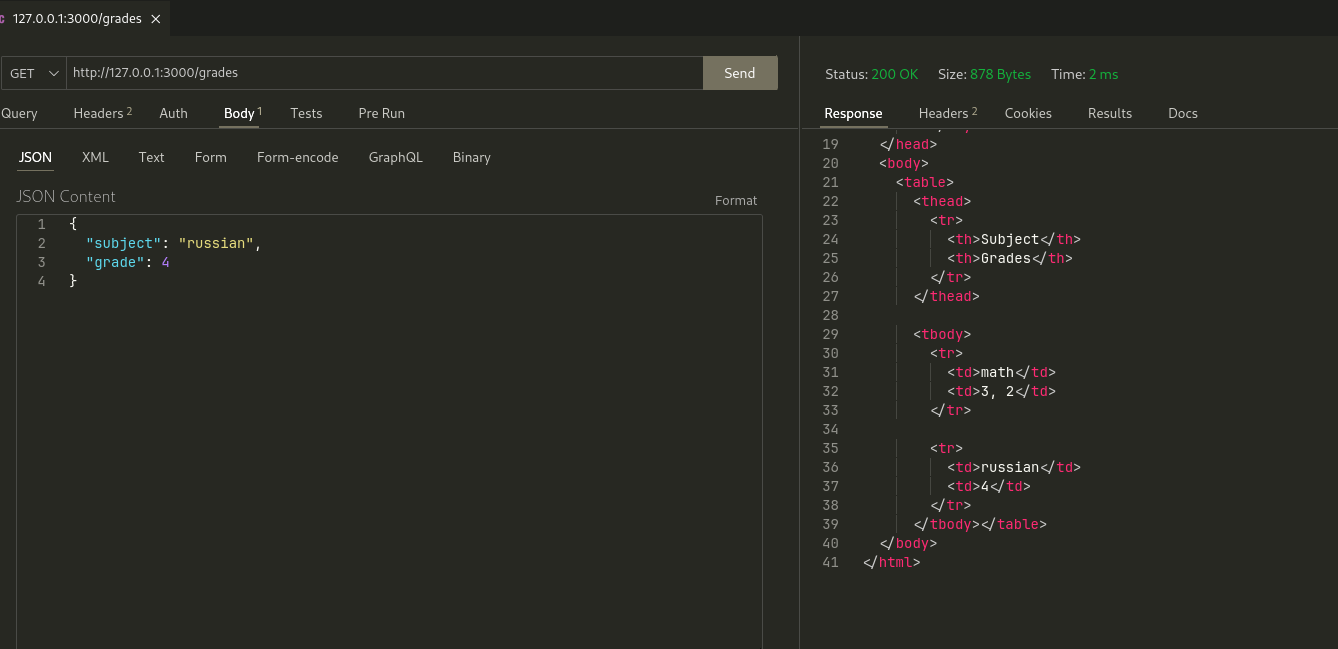 127.0.0.1:3000/grades ×
GET http://127.0.0.1:3000/grades Send
Query Headers 2 Auth Body 1 Tests Pre Run
JSON XML Text Form Form-encode GraphQL Binary
JSON Content Format
1 {
2 "subject": "russian",
3 "grade": 4
4 }
Status: 200 OK Size: 878 Bytes Time: 2 ms
Response Headers 2 Cookies Results Docs
19 </head>
20 <body>
21 <table>
22 <thead>
23 <tr>
24 <th>Subject</th>
25 <th>Grades</th>
26 </tr>
27 </thead>
28
29 <tbody>
30 <tr>
31 <td>math</td>
32 <td>3, 2</td>
33 </tr>
34
35 <tr>
36 <td>russian</td>
37 <td>4</td>
38 </tr>
39 </tbody></table>
40 </body>
41 </html>